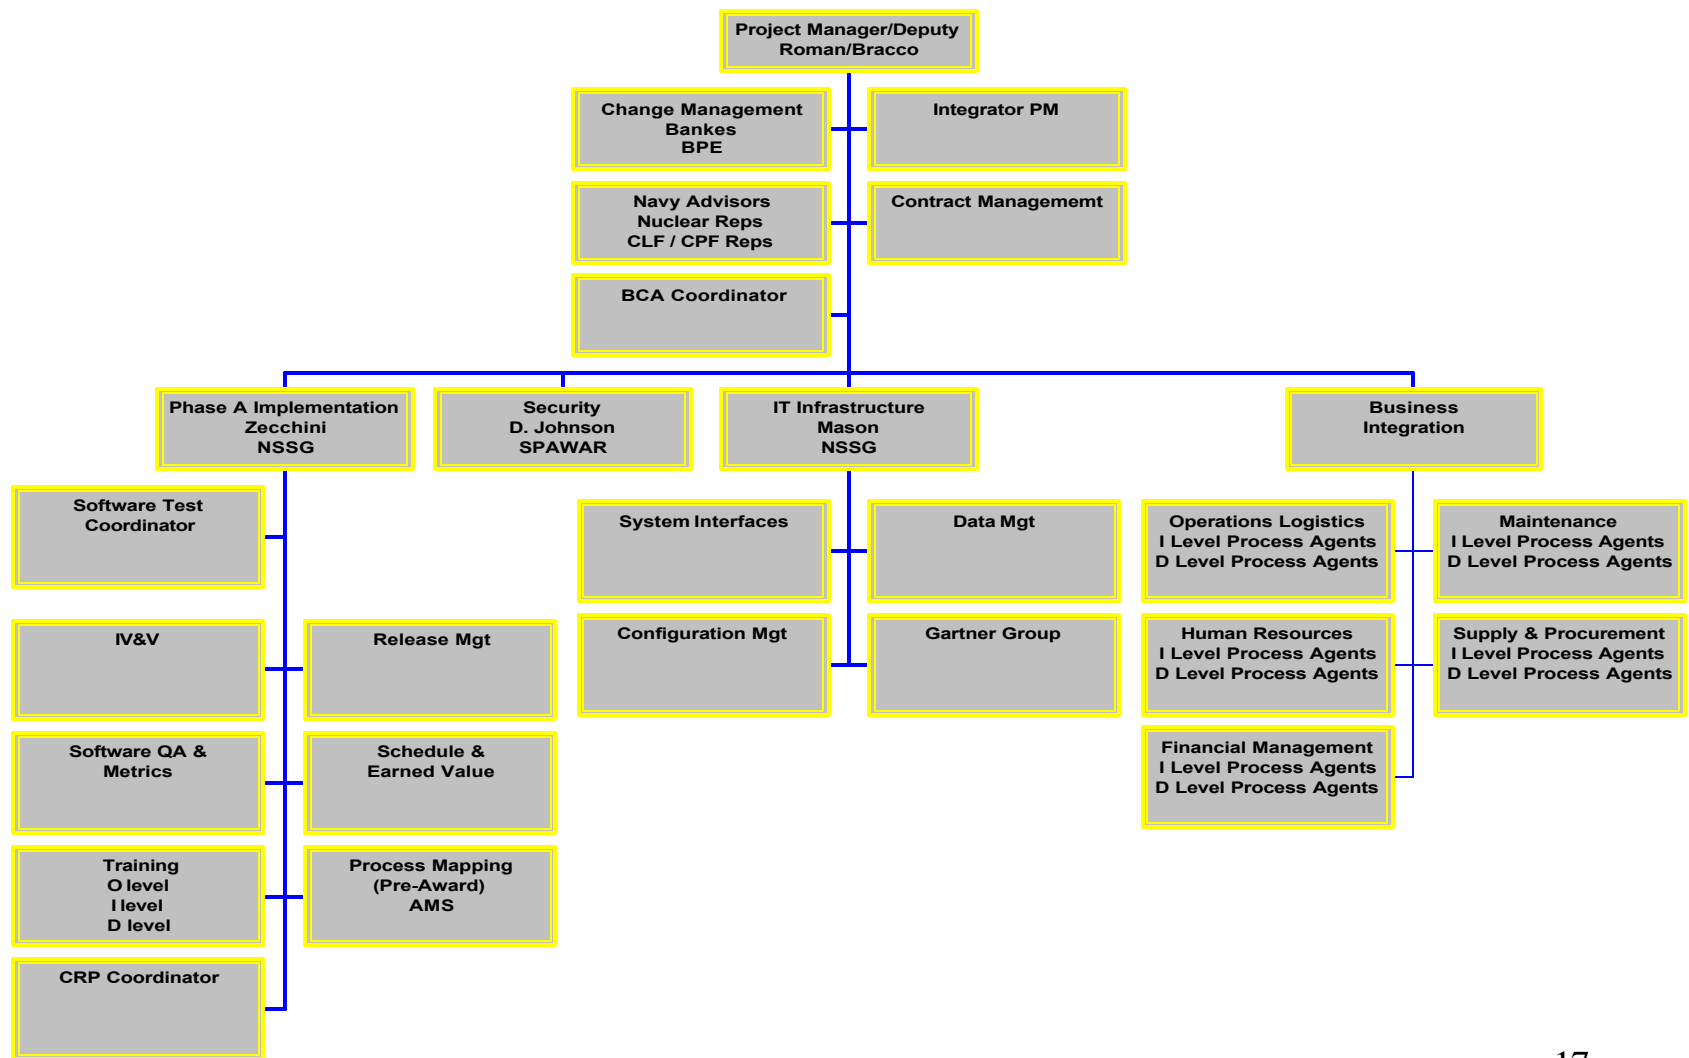 Project Manager/Deputy
Roman/Bracco
Change Management
Bankes
BPE
Integrator PM
Navy Advisors
Nuclear Reps
CLF / CPF Reps
Contract Managememt
BCA Coordinator
Phase A Implementation
Zecchini
NSSG
Security
D. Johnson
SPAWAR
IT Infrastructure
Mason
NSSG
Business
Integration
Software Test
Coordinator
IV&V
Release Mgt
Software QA &
Metrics
Schedule &
Earned Value
Training
O level
I level
D level
Process Mapping
(Pre-Award)
AMS
CRP Coordinator
System Interfaces
Data Mgt
Configuration Mgt
Gartner Group
Operations Logistics
I Level Process Agents
D Level Process Agents
Maintenance
I Level Process Agents
D Level Process Agents
Human Resources
I Level Process Agents
D Level Process Agents
Supply & Procurement
I Level Process Agents
D Level Process Agents
Financial Management
I Level Process Agents
D Level Process Agents
17